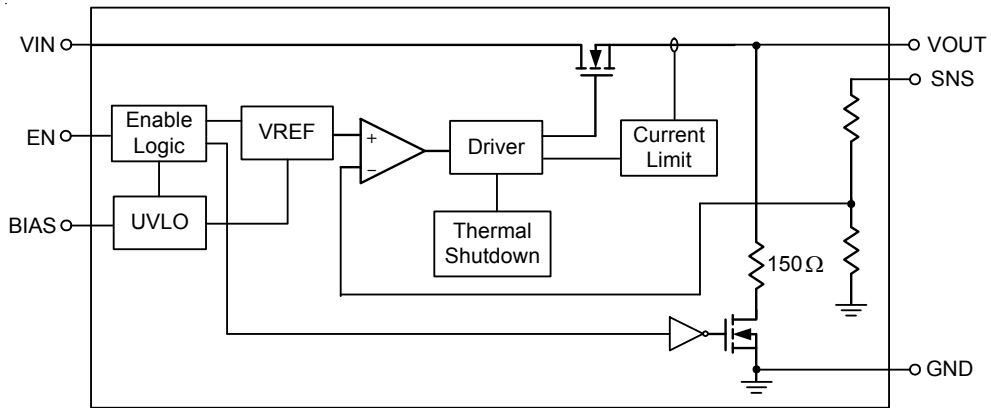 VIN
VOUT
SNS
EN
Enable
Logic
VREF
+
−
Driver
Current
Limit
BIAS
UVLO
Thermal
Shutdown
150Ω
GND